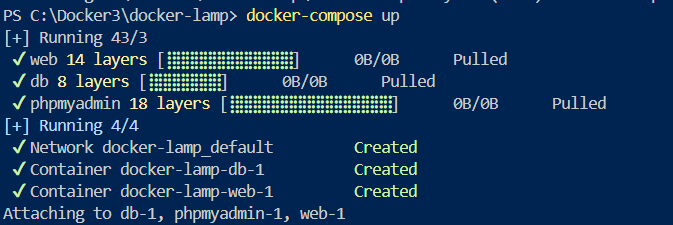 PS C:\Docker3\docker-lamp> docker-compose up
[+] Running 43/3
✔ web 14 layers [⣿⣿⣿⣿⣿⣿⣿⣿⣿⣿⣿⣿⣿⣿] 0B/0B Pulled
✔ db 8 layers [⣿⣿⣿⣿⣿⣿⣿⣿] 0B/0B Pulled
✔ phpmyadmin 18 layers [⣿⣿⣿⣿⣿⣿⣿⣿⣿⣿⣿⣿⣿⣿⣿⣿⣿⣿] 0B/0B Pulled
[+] Running 4/4
✔ Network docker-lamp_default Created
✔ Container docker-lamp-db-1 Created
✔ Container docker-lamp-web-1 Created
Attaching to db-1, phpmyadmin-1, web-1